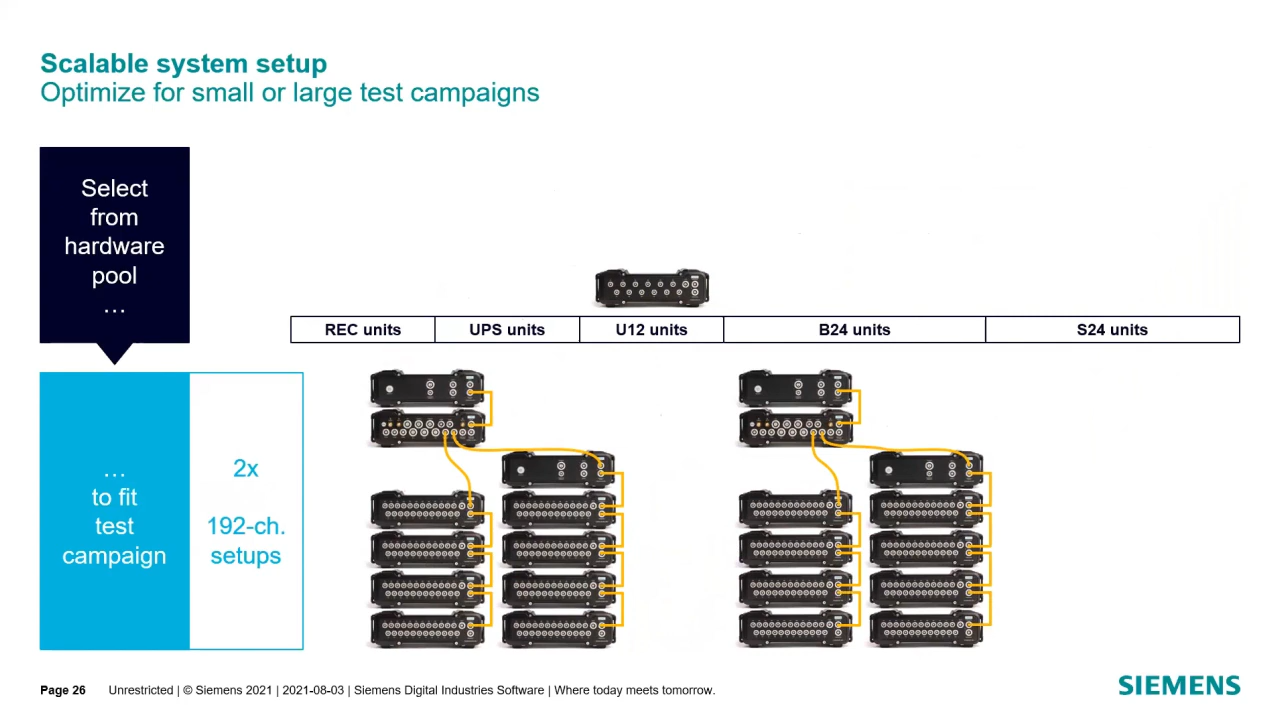 Scalable system setup
Optimize for small or large test campaigns
Select
from
hardware
pool
…
REC units
UPS units
U12 units
B24 units
S24 units
…
to fit
test
campaign
2x
192-ch.
setups
Page 26
Unrestricted | © Siemens 2021 | 2021-08-03 | Siemens Digital Industries Software | Where today meets tomorrow.
SIEMENS